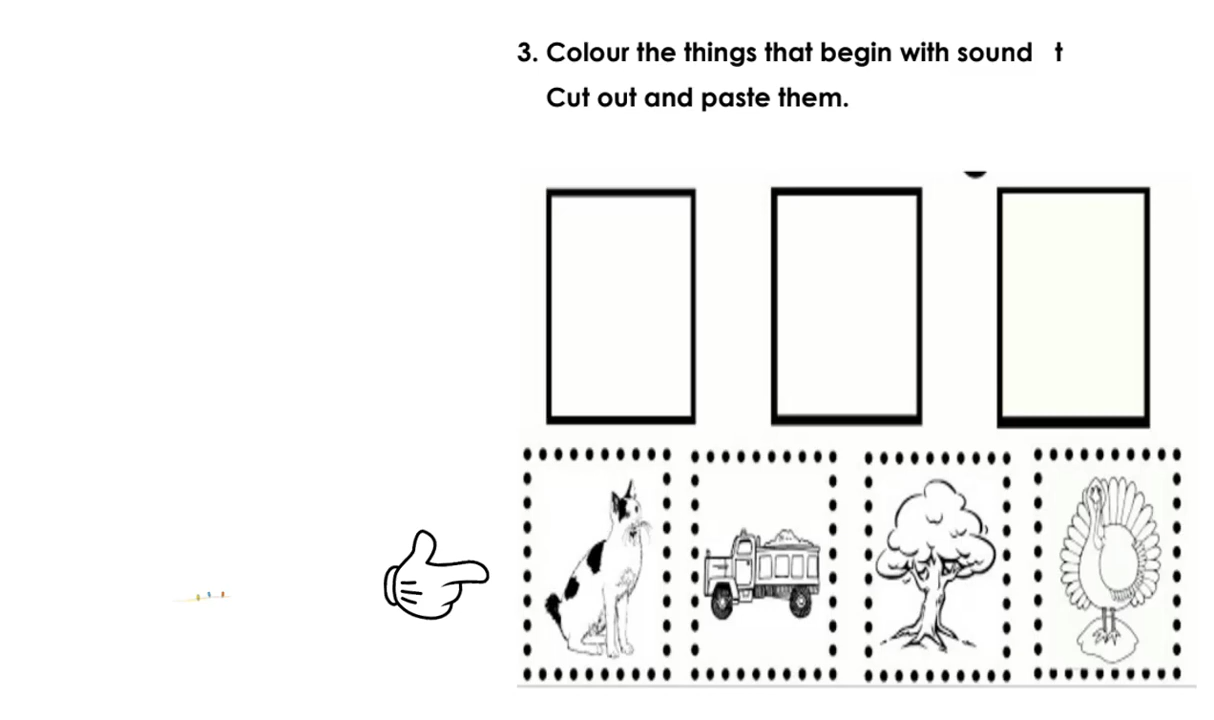 3. Colour the things that begin with sound t
Cut out and paste them.